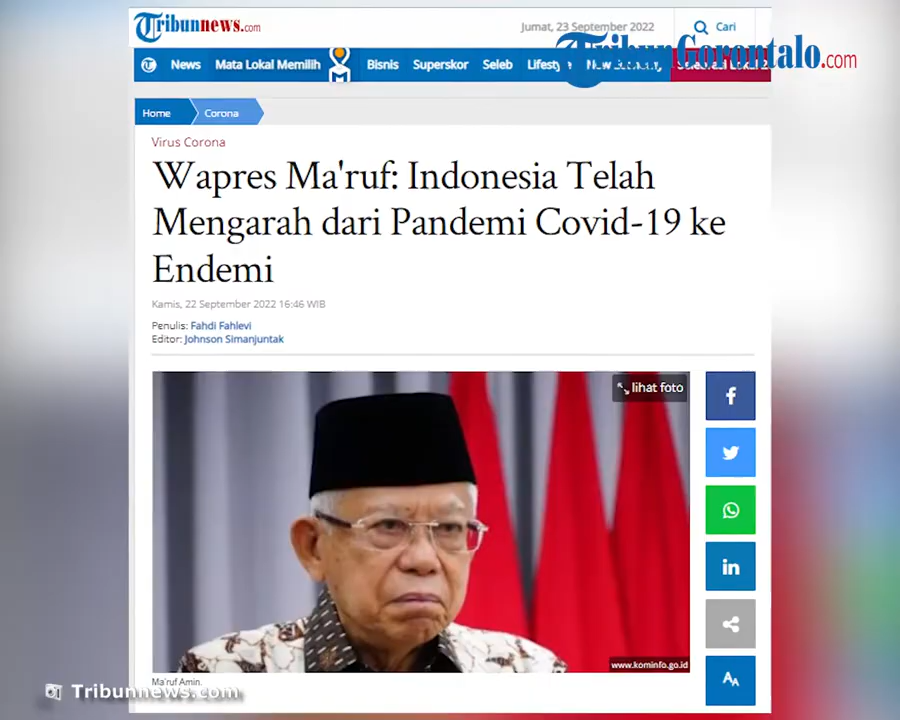 Tribunnews.com
Jumat, 23 September 2022
Cari
TribunGorontalo.com
News Mata Lokal Memilih Bisnis Superskor Seleb Lifesty
Home Corona
Virus Corona
Wapres Ma'ruf: Indonesia Telah
Mengarah dari Pandemi Covid-19 ke
Endemi
Kamis, 22 September 2022 16:46 WIB
Penulis: Fahdi Fahlevi
Editor: Johnson Simanjuntak
lihat foto
www.kominfo.go.id
Ma'ruf Amin.
Tribunnews.com